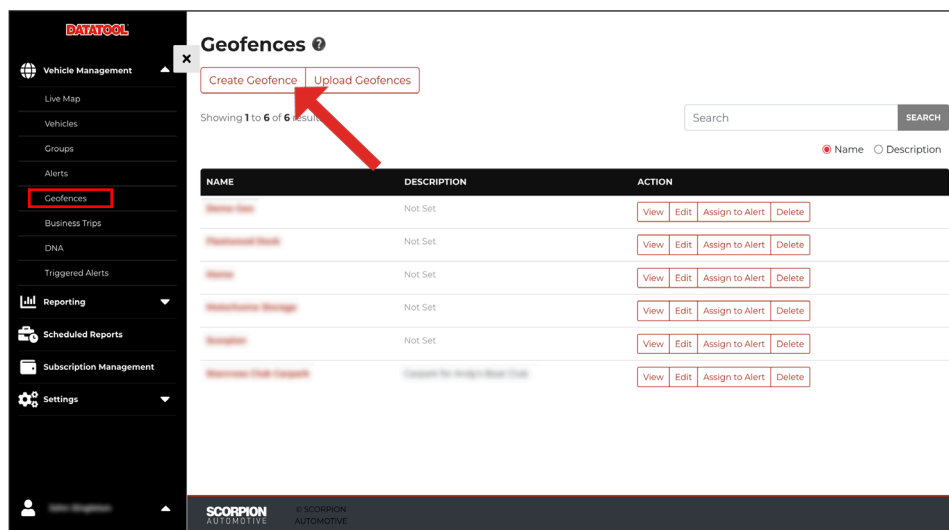 DATATOOL
Vehicle Management
Live Map
Vehicles
Groups
Alerts
Geofences
Business Trips
DNA
Triggered Alerts
Reporting
Scheduled Reports
Subscription Management
Settings
Geofences ?
Create Geofence Upload Geofences
Showing 1 to 6 of 6 results
Search SEARCH
Name Description
NAME DESCRIPTION ACTION
Not Set View Edit Assign to Alert Delete
Not Set View Edit Assign to Alert Delete
Not Set View Edit Assign to Alert Delete
Not Set View Edit Assign to Alert Delete
Not Set View Edit Assign to Alert Delete
View Edit Assign to Alert Delete
SCORPION
AUTOMOTIVE
© SCORPION
AUTOMOTIVE